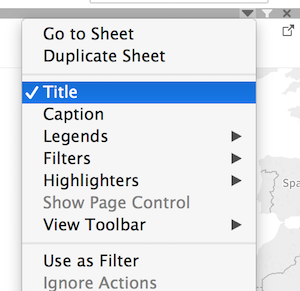 Go to Sheet
Duplicate Sheet
Title
Caption
Legends
Filters
Highlighters
Show Page Control
View Toolbar
Use as Filter
Ignore Actions
Spa